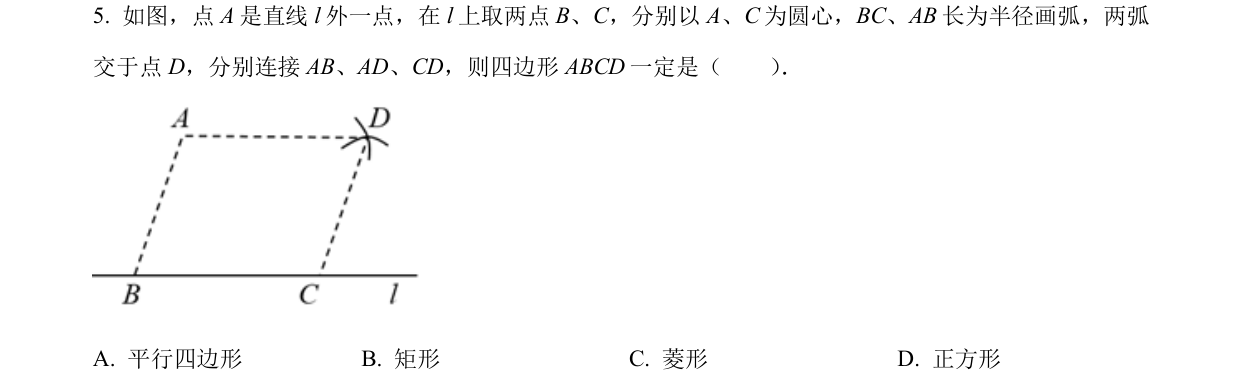 5. 如图，点 A 是直线 l 外一点，在 l 上取两点 B、C，分别以 A、C 为圆心，BC、AB 长为半径画弧，两弧
交于点 D，分别连接 AB、AD、CD，则四边形 ABCD 一定是（　　）.
A D
B C l
A. 平行四边形 B. 矩形 C. 菱形 D. 正方形